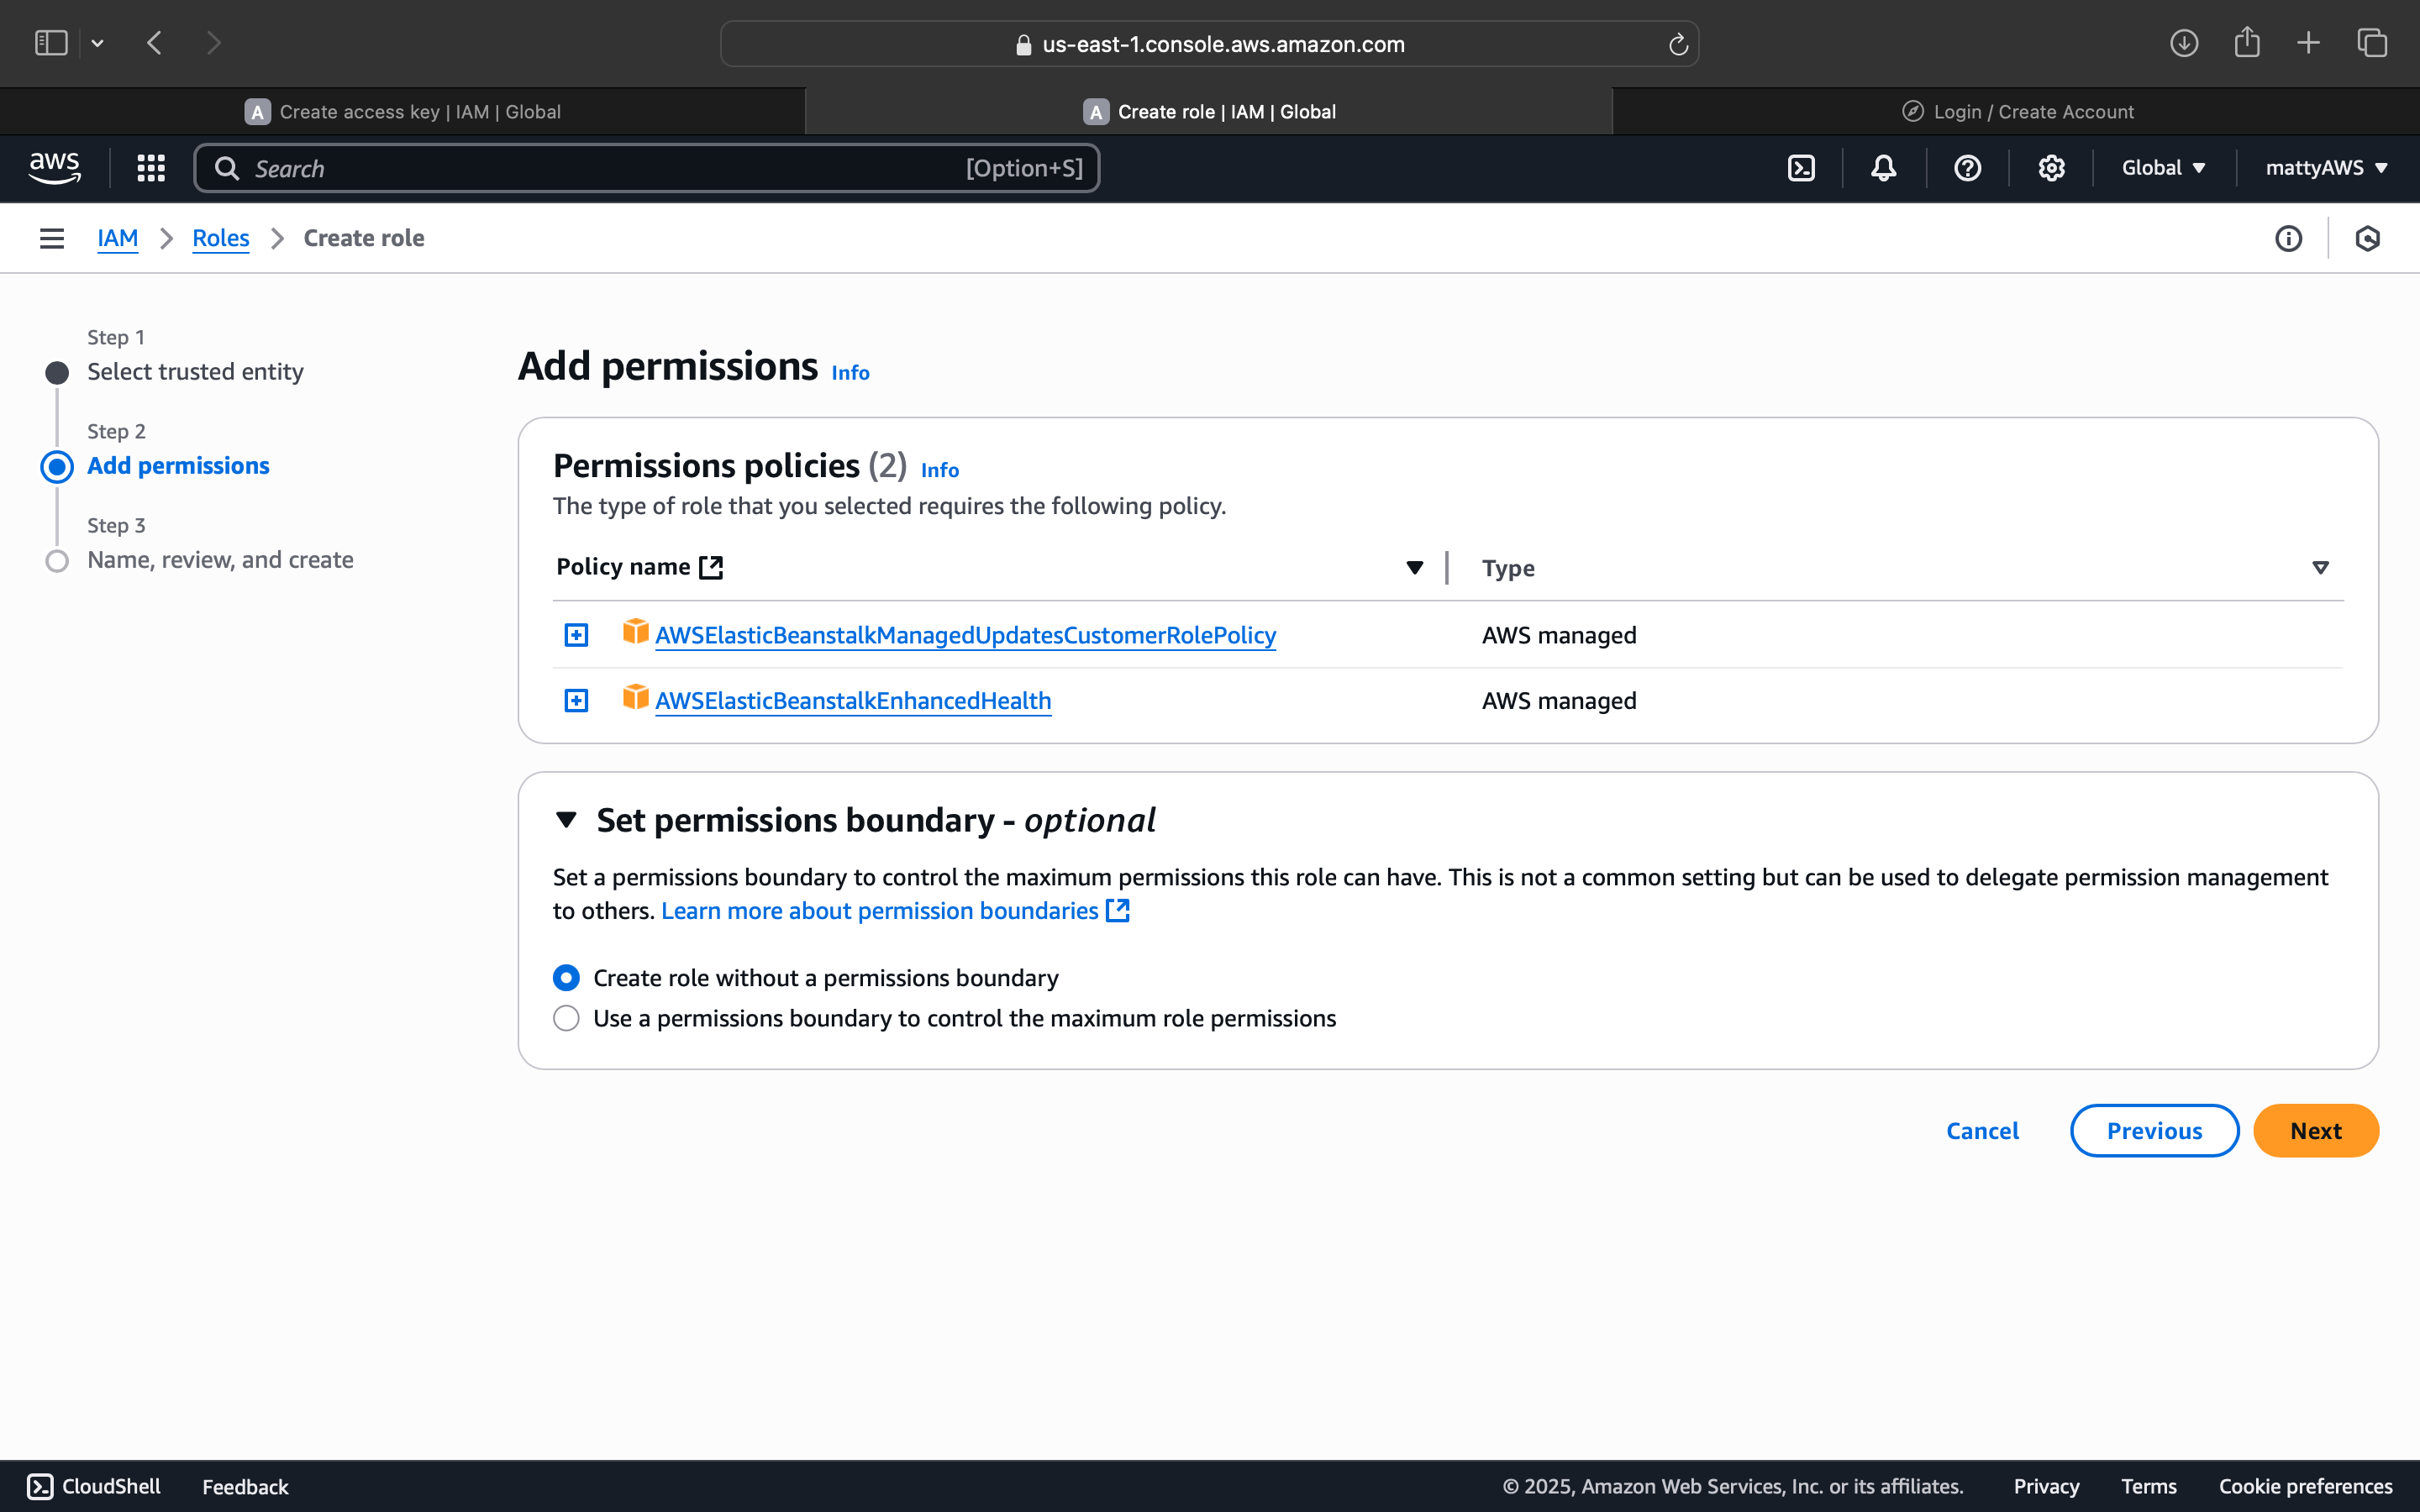 us-east-1.console.aws.amazon.com
A Create access key | IAM | Global
A Create role | IAM | Global
Login / Create Account
aws
Search [Option+S]
Global
mattyAWS
IAM
Roles
Create role
Step 1
Select trusted entity
Step 2
Add permissions
Step 3
Name, review, and create
Add permissions Info
Permissions policies (2) Info
The type of role that you selected requires the following policy.
Policy name
Type
AWSElasticBeanstalkManagedUpdatesCustomerRolePolicy
AWS managed
AWSElasticBeanstalkEnhancedHealth
AWS managed
Set permissions boundary - optional
Set a permissions boundary to control the maximum permissions this role can have. This is not a common setting but can be used to delegate permission management
to others. Learn more about permission boundaries
Create role without a permissions boundary
Use a permissions boundary to control the maximum role permissions
Cancel
Previous
Next
CloudShell
Feedback
© 2025, Amazon Web Services, Inc. or its affiliates.
Privacy
Terms
Cookie preferences